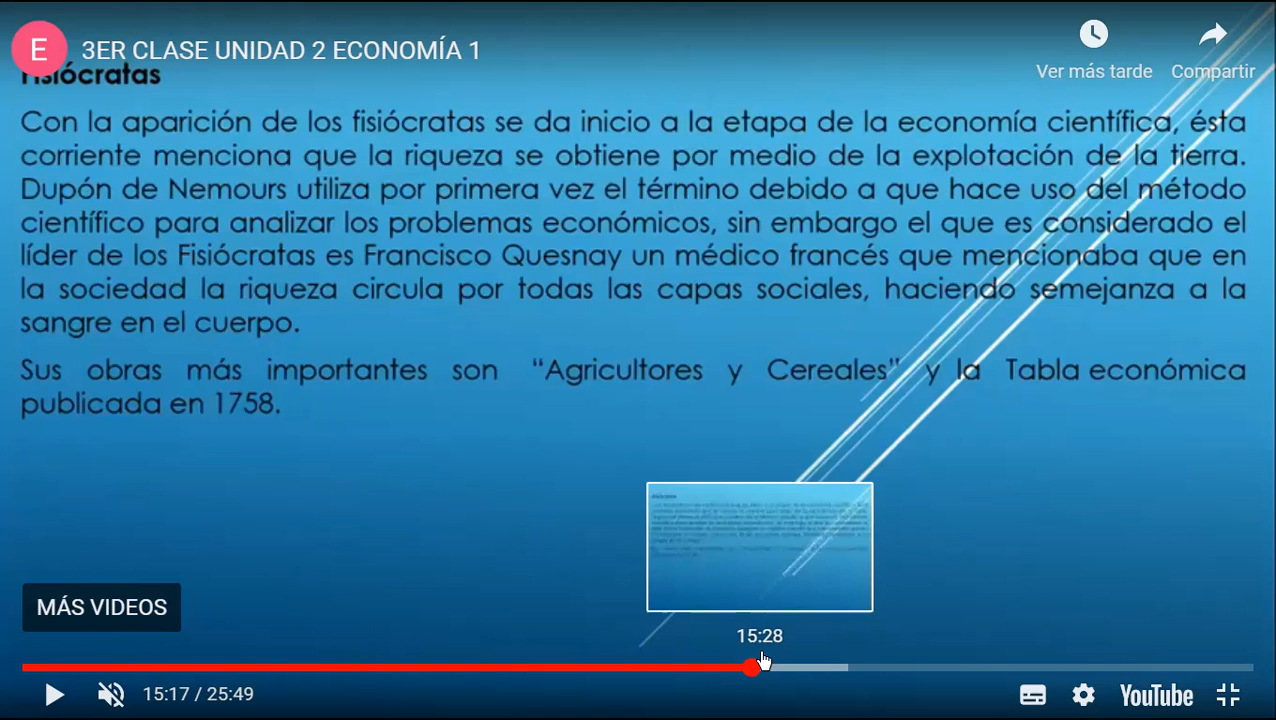 E
3ER CLASE UNIDAD 2 ECONOMÍA 1
Ver más tarde
Compartir
Fisiócratas
Con la aparición de los fisiócratas se da inicio a la etapa de la economía científica, ésta
corriente menciona que la riqueza se obtiene por medio de la explotación de la tierra.
Dupón de Nemours utiliza por primera vez el término debido a que hace uso del método
científico para analizar los problemas económicos, sin embargo el que es considerado el
líder de los Fisiócratas es Francisco Quesnay un médico francés que mencionaba que en
la sociedad la riqueza circula por todas las capas sociales, haciendo semejanza a la
sangre en el cuerpo.
Sus obras más importantes son “Agricultores y Cereales” y la Tabla económica
publicada en 1758.
MÁS VIDEOS
15:28
15:17 / 25:49
YouTube